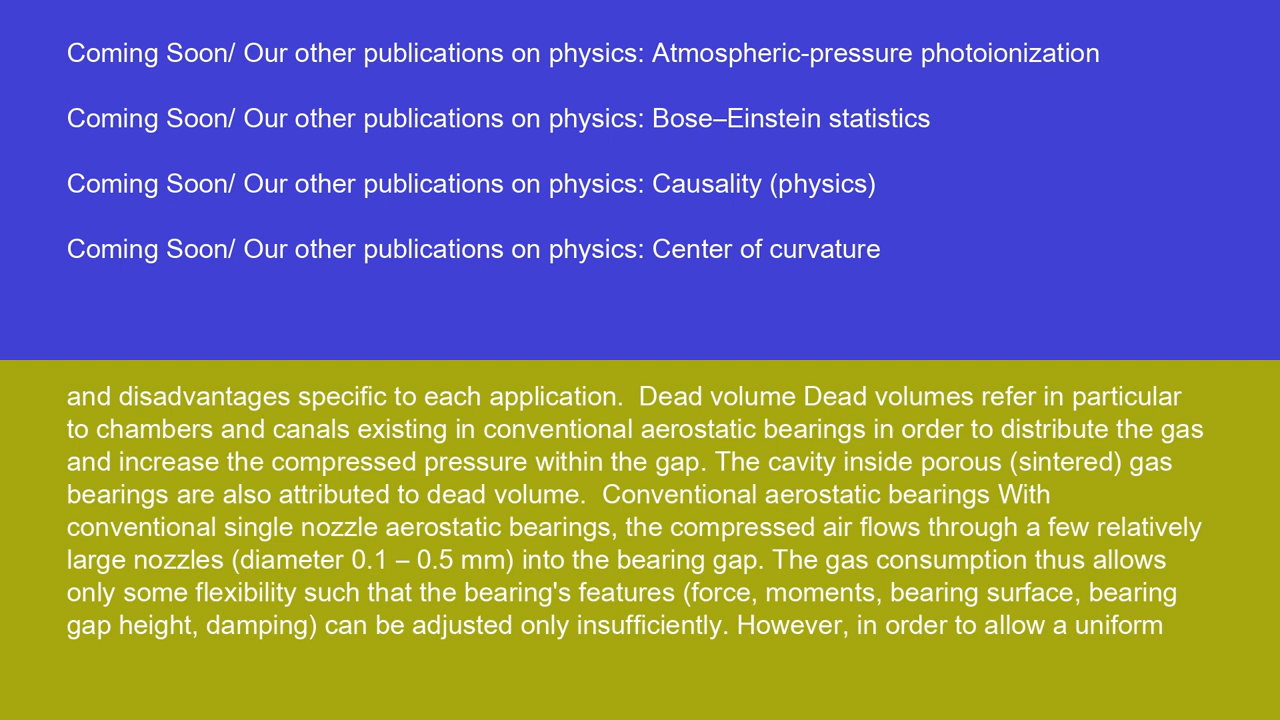 Coming Soon/ Our other publications on physics: Atmospheric-pressure photoionization
Coming Soon/ Our other publications on physics: Bose–Einstein statistics
Coming Soon/ Our other publications on physics: Causality (physics)
Coming Soon/ Our other publications on physics: Center of curvature
and disadvantages specific to each application.  Dead volume Dead volumes refer in particular
to chambers and canals existing in conventional aerostatic bearings in order to distribute the gas
and increase the compressed pressure within the gap. The cavity inside porous (sintered) gas
bearings are also attributed to dead volume.  Conventional aerostatic bearings With
conventional single nozzle aerostatic bearings, the compressed air flows through a few relatively
large nozzles (diameter 0.1 – 0.5 mm) into the bearing gap. The gas consumption thus allows
only some flexibility such that the bearing's features (force, moments, bearing surface, bearing
gap height, damping) can be adjusted only insufficiently. However, in order to allow a uniform